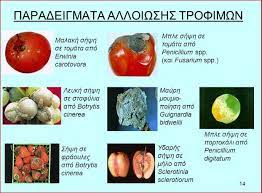 ΠΑΡΑΔΕΙΓΜΑΤΑ ΑΛΛΟΙΩΣΗΣ ΤΡΟΦΙΜΩΝ
Μαλακή σήψη
σε τομάτα από
Erwinia
carotovora
Μπλε σήψη σε
τομάτα από
Penicillium spp.
(και Fusarium spp.)
Λευκή σήψη
σε σταφύλια
από Botrytis
cinerea
Μαύρη
μουμιο-
ποίηση από
Guignardia
bidwellii
Μπλε σήψη σε
πορτοκάλι από
Penicillium
digitatum
Σήψη σε
φράουλες
από Botrytis
cinerea
Υδαρής
σήψη σε
μήλο από
Sclerotinia
sclerotiorum
14